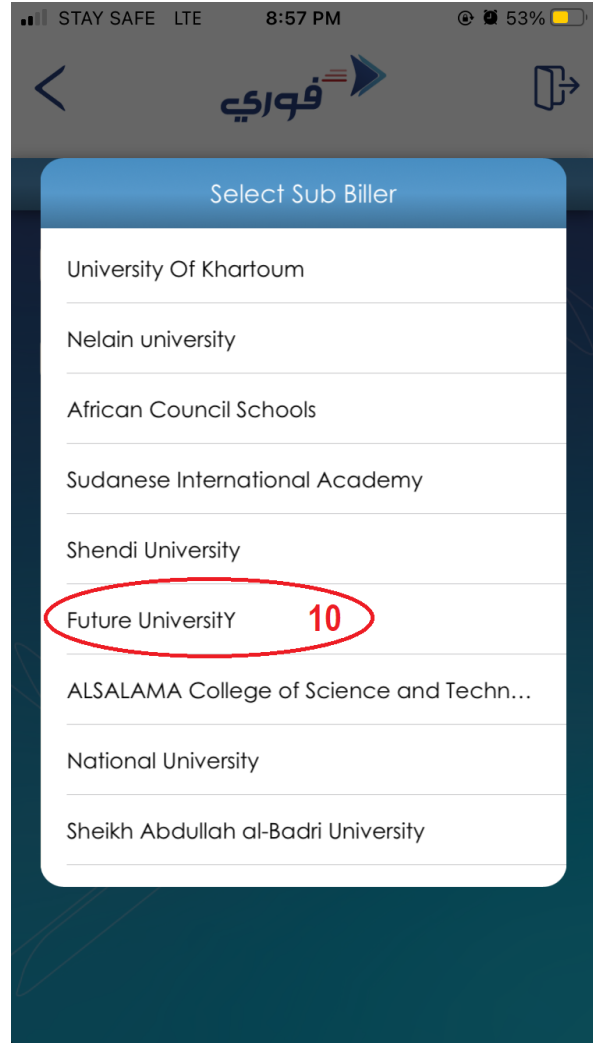 STAY SAFE LTE 8:57 PM 53%
فوري
Select Sub Biller
University Of Khartoum
Nelain university
African Council Schools
Sudanese International Academy
Shendi University
Future UniversitY 10
ALSALAMA College of Science and Techn...
National University
Sheikh Abdullah al-Badri University